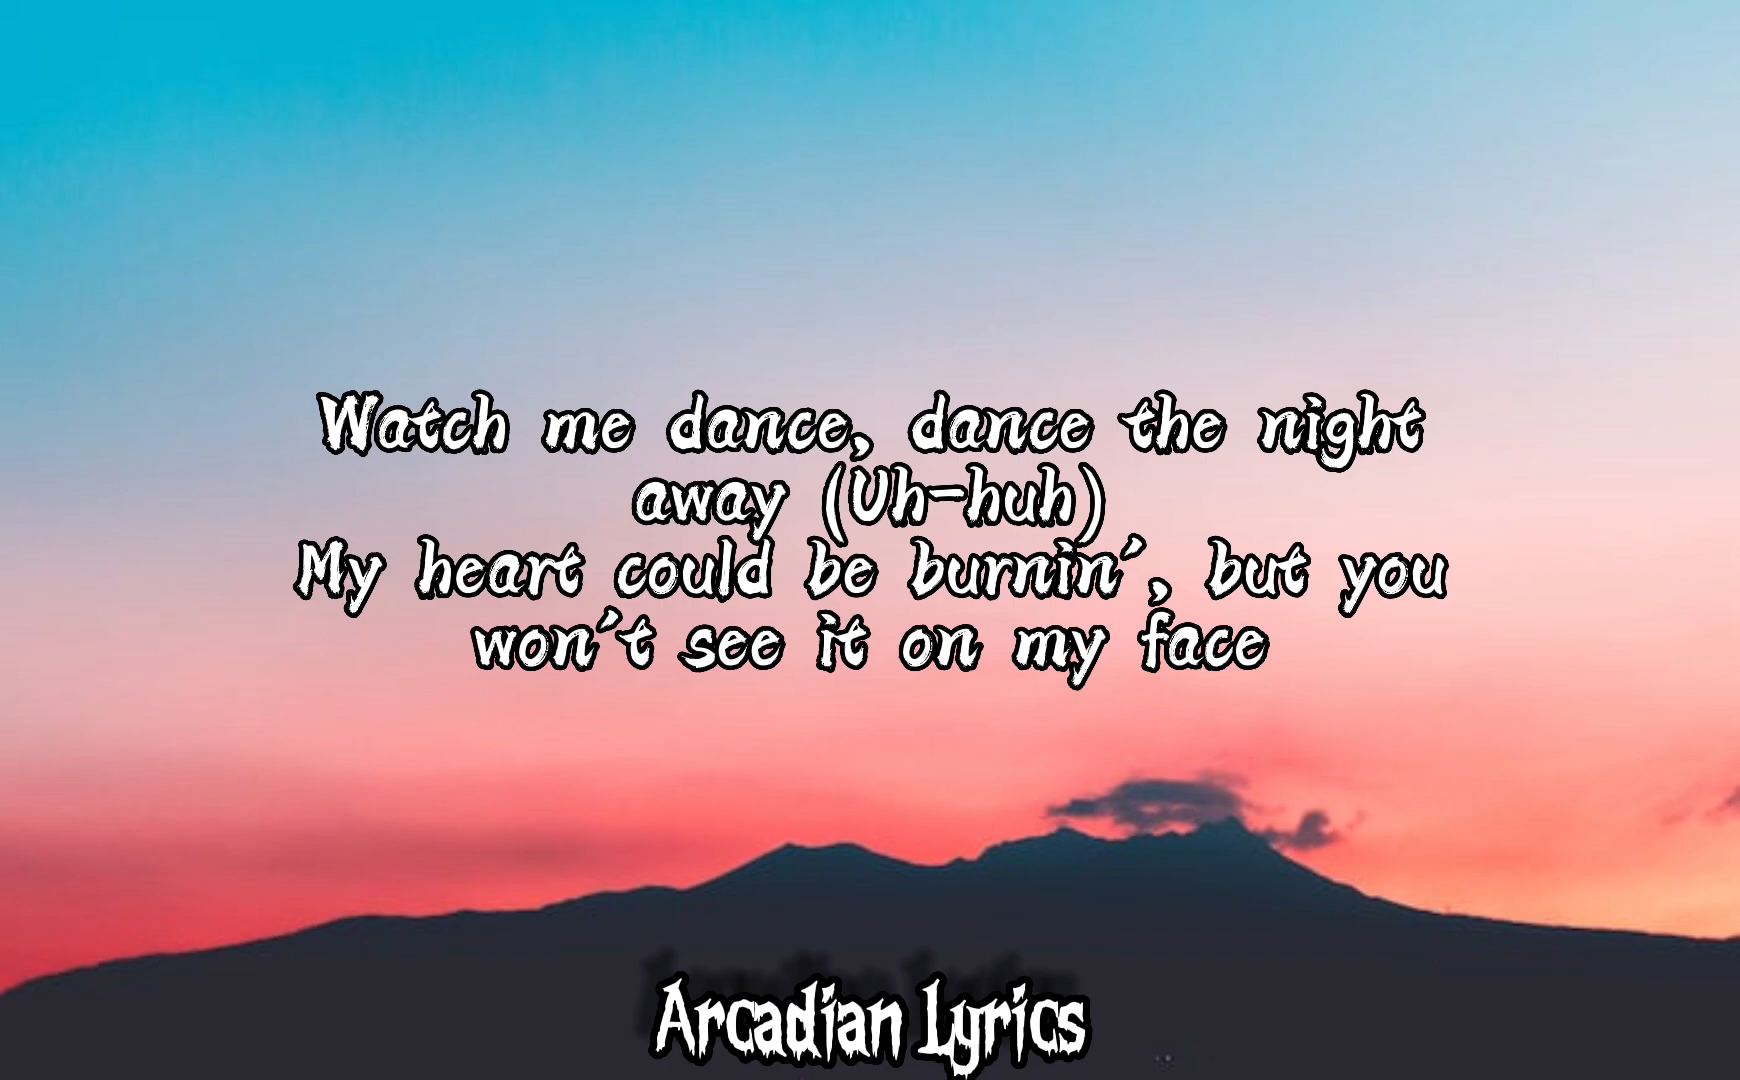 Watch me dance, dance the night
away (Uh-huh)
My heart could be burnin', but you
won't see it on my face
Arcadian Lyrics